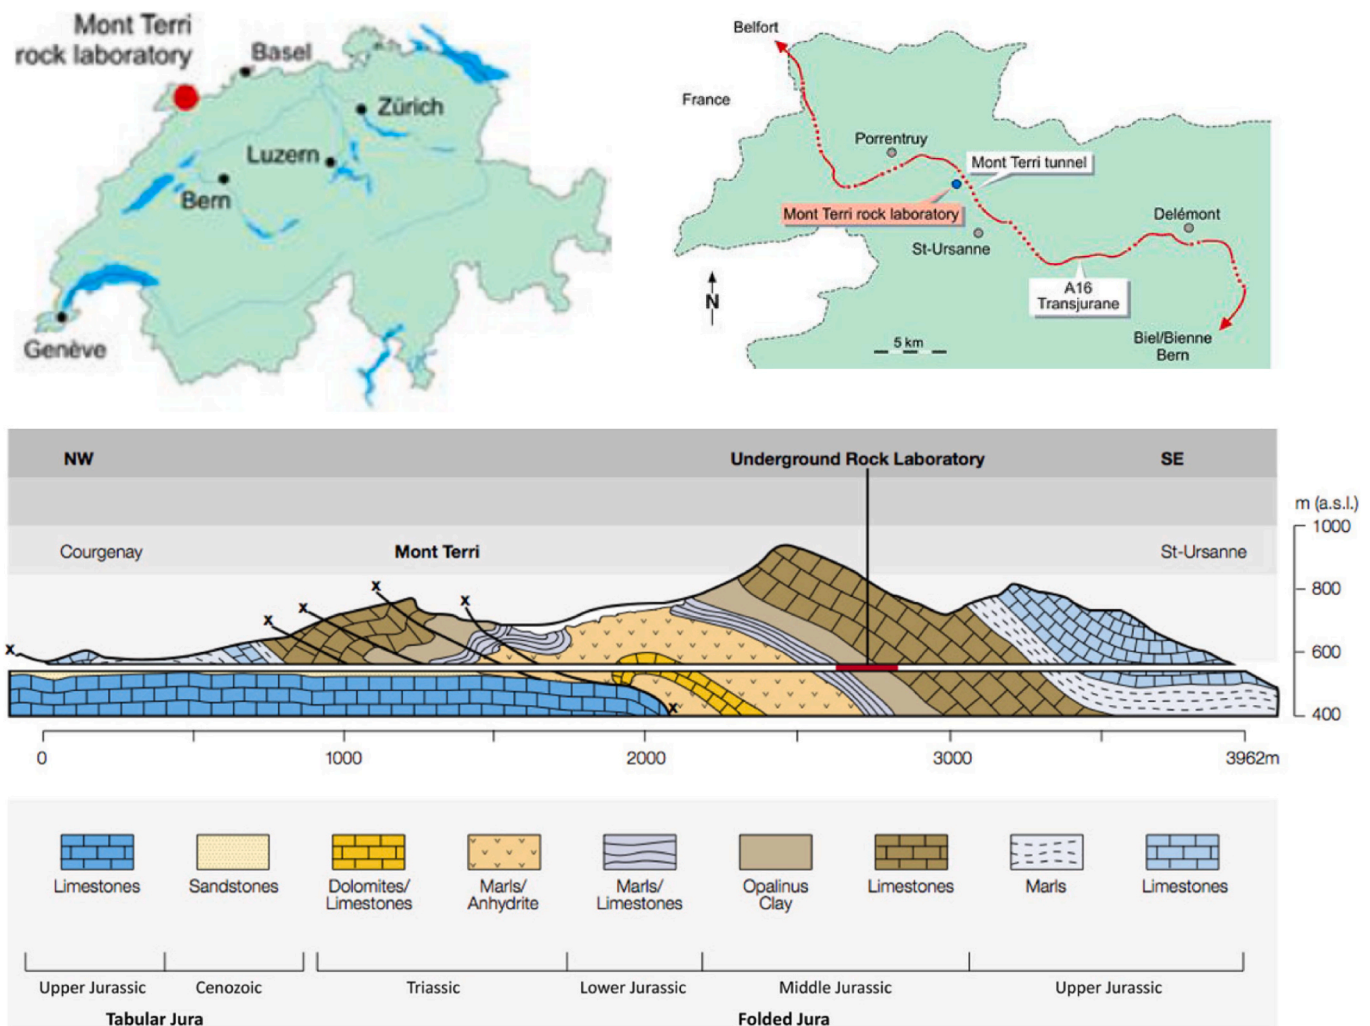 Mont Terri
rock laboratory
Basel
Zürich
Luzern
Bern
Genève
Belfort
France
Porrentruy
Mont Terri tunnel
Mont Terri rock laboratory
St-Ursanne
Delémont
A16
Transjurane
N
5 km
Biel/Bienne
Bern
NW
Underground Rock Laboratory
SE
m (a.s.l.)
1000
Courgenay
Mont Terri
St-Ursanne
x
x
x
800
x
x
600
x
400
0
1000
2000
3000
3962m
Limestones
Sandstones
Dolomites/
Limestones
Marls/
Anhydrite
Marls/
Limestones
Opalinus
Clay
Limestones
Marls
Limestones
Upper Jurassic
Cenozoic
Triassic
Lower Jurassic
Middle Jurassic
Upper Jurassic
Tabular Jura
Folded Jura